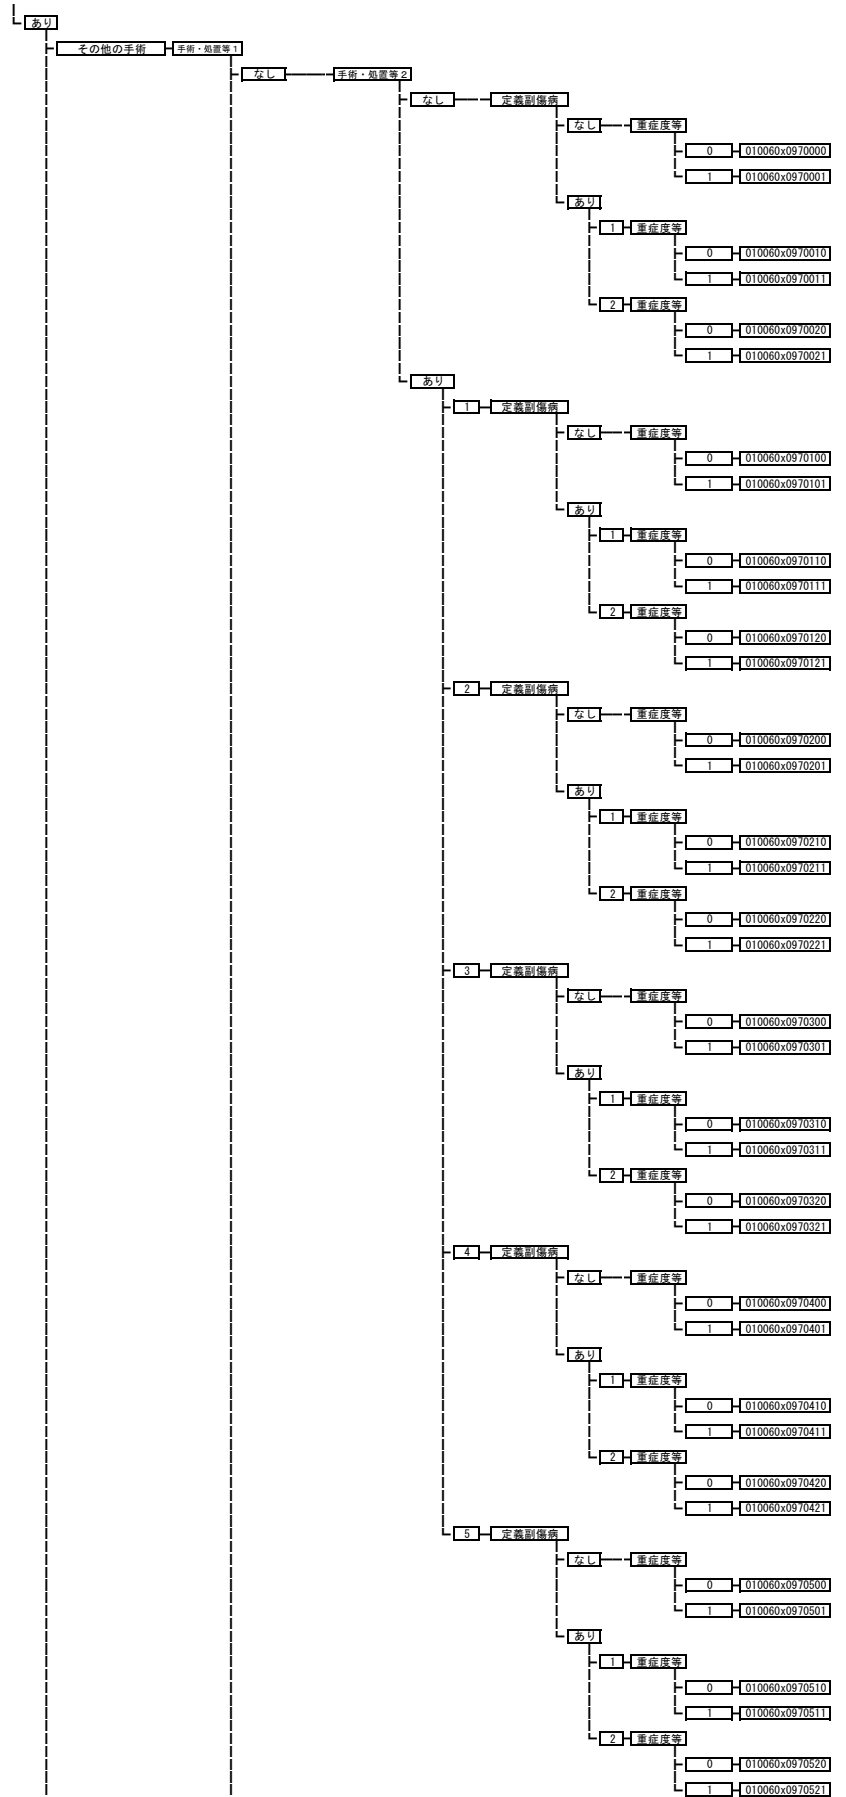 あり
その他の手術 手術・処置等１
なし 手術・処置等２
なし 定義副傷病
なし 重症度等
0 010060x0970000
1 010060x0970001
あり
1 重症度等
0 010060x0970010
1 010060x0970011
2 重症度等
0 010060x0970020
1 010060x0970021
あり
1 定義副傷病
なし 重症度等
0 010060x0970100
1 010060x0970101
あり
1 重症度等
0 010060x0970110
1 010060x0970111
2 重症度等
0 010060x0970120
1 010060x0970121
2 定義副傷病
なし 重症度等
0 010060x0970200
1 010060x0970201
あり
1 重症度等
0 010060x0970210
1 010060x0970211
2 重症度等
0 010060x0970220
1 010060x0970221
3 定義副傷病
なし 重症度等
0 010060x0970300
1 010060x0970301
あり
1 重症度等
0 010060x0970310
1 010060x0970311
2 重症度等
0 010060x0970320
1 010060x0970321
4 定義副傷病
なし 重症度等
0 010060x0970400
1 010060x0970401
あり
1 重症度等
0 010060x0970410
1 010060x0970411
2 重症度等
0 010060x0970420
1 010060x0970421
5 定義副傷病
なし 重症度等
0 010060x0970500
1 010060x0970501
あり
1 重症度等
0 010060x0970510
1 010060x0970511
2 重症度等
0 010060x0970520
1 010060x0970521